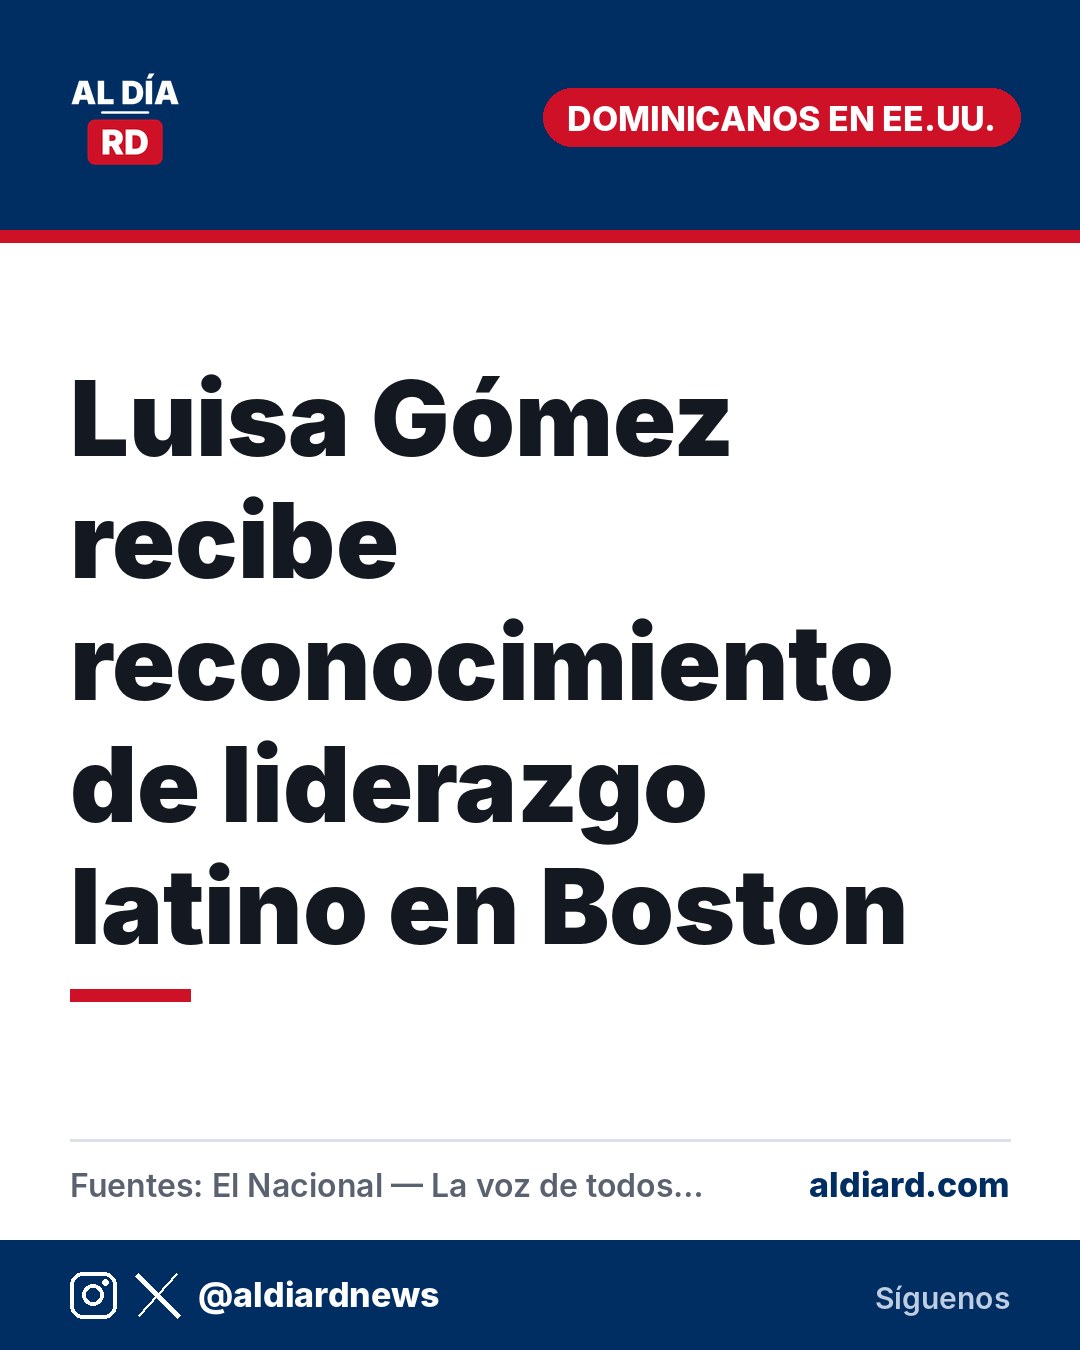 AL DÍA
RD
DOMINICANOS EN EE.UU.
Luisa Gómez
recibe
reconocimiento
de liderazgo
latino en Boston
Fuentes: El Nacional — La voz de todos...
aldiard.com
@aldiardnews
Síguenos